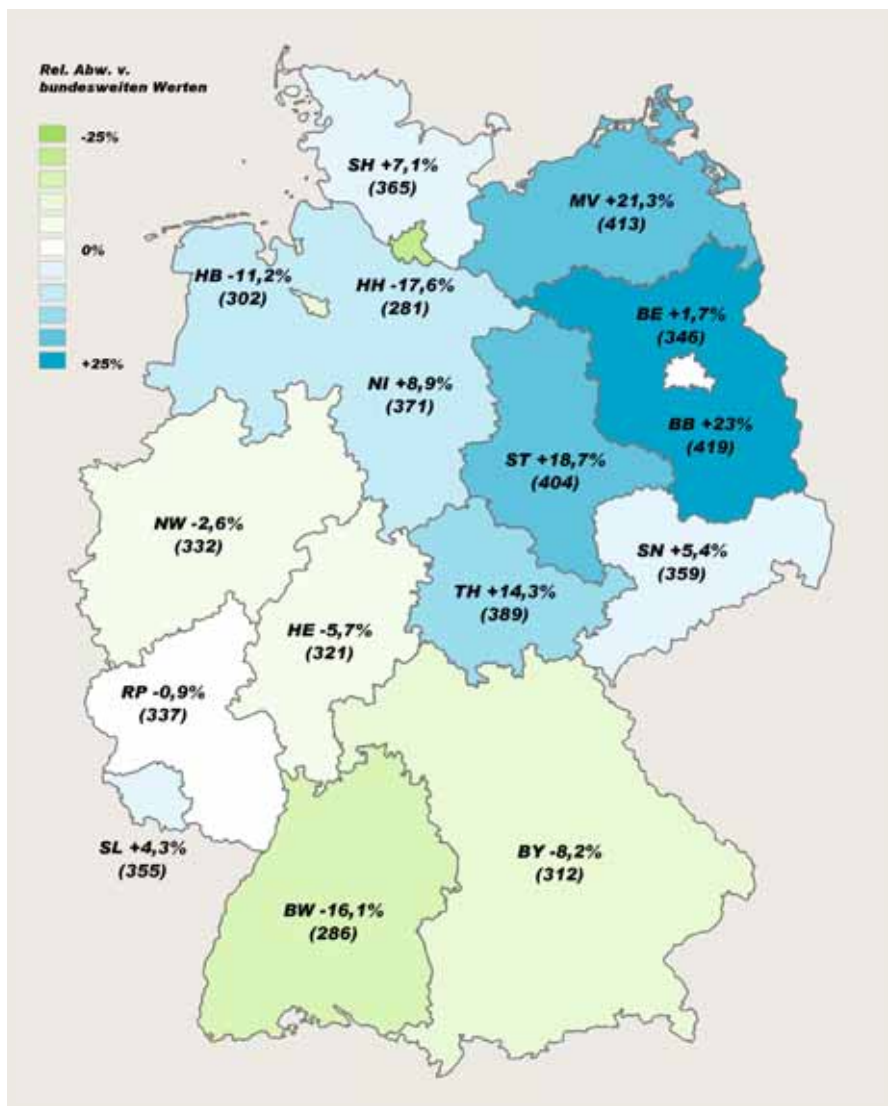 Rel. Abw. v.
bundesweiten Werten
-25%
0%
+25%
SH +7,1%
(365)
MV +21,3%
(413)
HB -11,2%
(302)
HH -17,6%
(281)
BE +1,7%
(346)
NI +8,9%
(371)
BB +23%
(419)
ST +18,7%
(404)
NW -2,6%
(332)
SN +5,4%
(359)
TH +14,3%
(389)
HE -5,7%
(321)
RP -0,9%
(337)
SL +4,3%
(355)
BY -8,2%
(312)
BW -16,1%
(286)